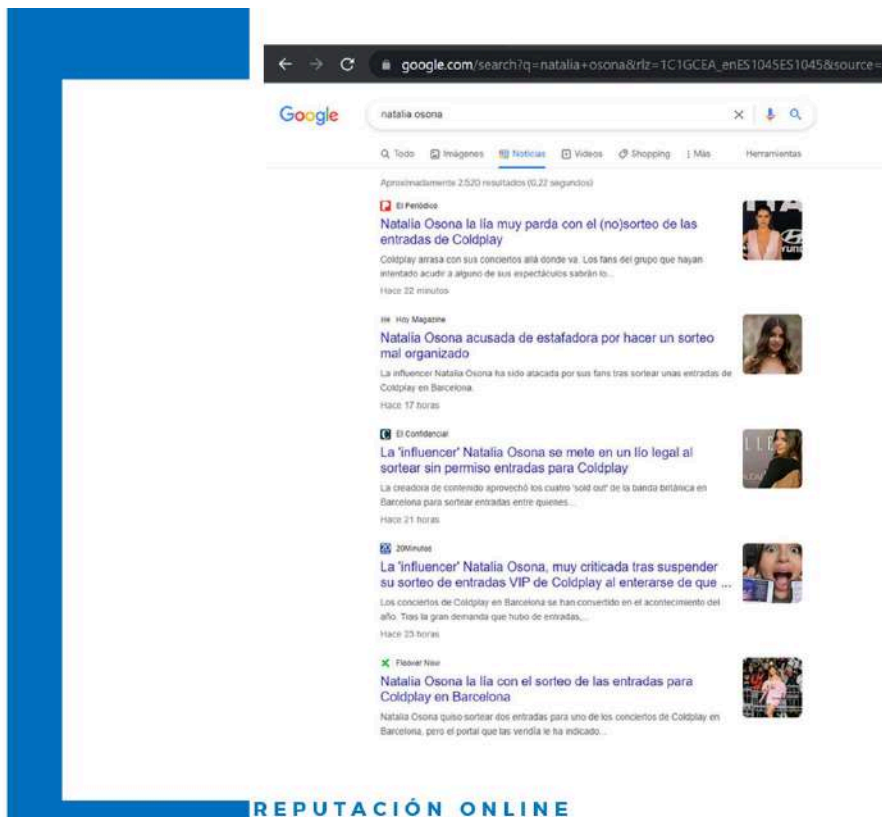 google.com/search?q=natalia+osona&rlz=1C1GCEA_enES1045ES1045&source=
Google
natalia osona
Todo Imágenes Noticias Vídeos Shopping Más Herramientas
Aproximadamente 2.520 resultados (0,22 segundos)
El Periódico
Natalia Osona la lía muy parda con el (no)sorteo de las
entradas de Coldplay
Coldplay arrasa con sus conciertos allá donde va. Los fans del grupo que hayan
intentado acudir a alguno de sus espectáculos sabrán lo...
Hace 22 minutos
Hoy Magazine
Natalia Osona acusada de estafadora por hacer un sorteo
mal organizado
La influencer Natalia Osona ha sido atacada por sus fans tras sortear unas entradas de
Coldplay en Barcelona.
Hace 17 horas
El Confidencial
La 'influencer' Natalia Osona se mete en un lío legal al
sortear sin permiso entradas para Coldplay
La creadora de contenido aprovechó los cuatro 'sold out' de la banda británica en
Barcelona para sortear entradas entre quienes...
Hace 21 horas
20Minutos
La 'influencer' Natalia Osona, muy criticada tras suspender
su sorteo de entradas VIP de Coldplay al enterarse de que ...
Los conciertos de Coldplay en Barcelona se han convertido en el acontecimiento del
año. Tras la gran demanda que hubo de entradas,...
Hace 23 horas
Flooxer Now
Natalia Osona la lía con el sorteo de las entradas para
Coldplay en Barcelona
Natalia Osona quiso sortear dos entradas para uno de los conciertos de Coldplay en
Barcelona, pero el portal que las vendía le ha indicado...
REPUTACIÓN ONLINE